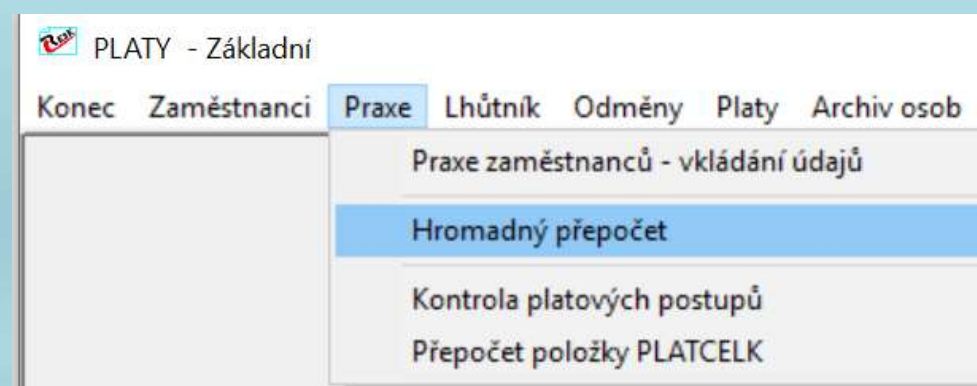 PLATY - Základní
Konec Zaměstnanci Praxe Lhůtník Odměny Platy Archiv osob
Praxe zaměstnanců - vkládání údajů
Hromadný přepočet
Kontrola platových postupů
Přepočet položky PLATCELK